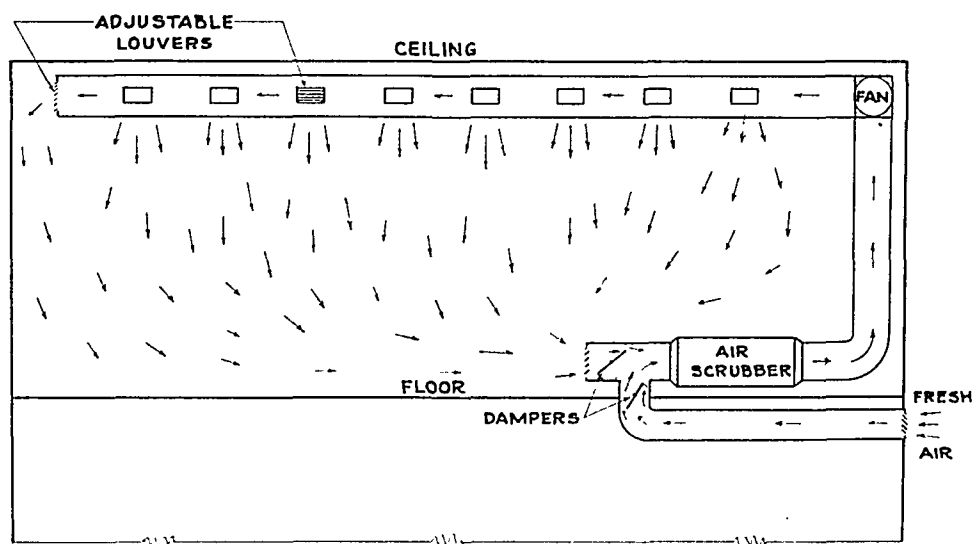 ADJUSTABLE
LOUVERS
CEILING
FAN
AIR
SCRUBBER
FLOOR
DAMPERS
FRESH
AIR